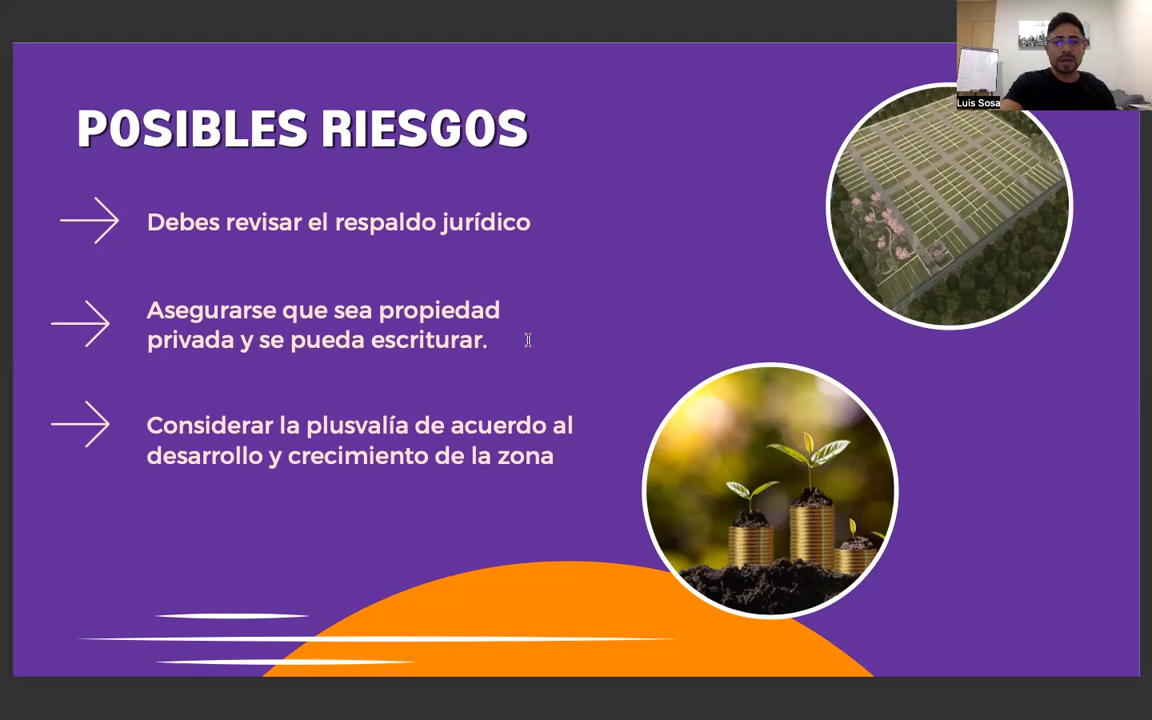 POSIBLES RIESGOS
Debes revisar el respaldo jurídico
Asegurarse que sea propiedad
privada y se pueda escriturar.
Considerar la plusvalía de acuerdo al
desarrollo y crecimiento de la zona
Luis Sosa